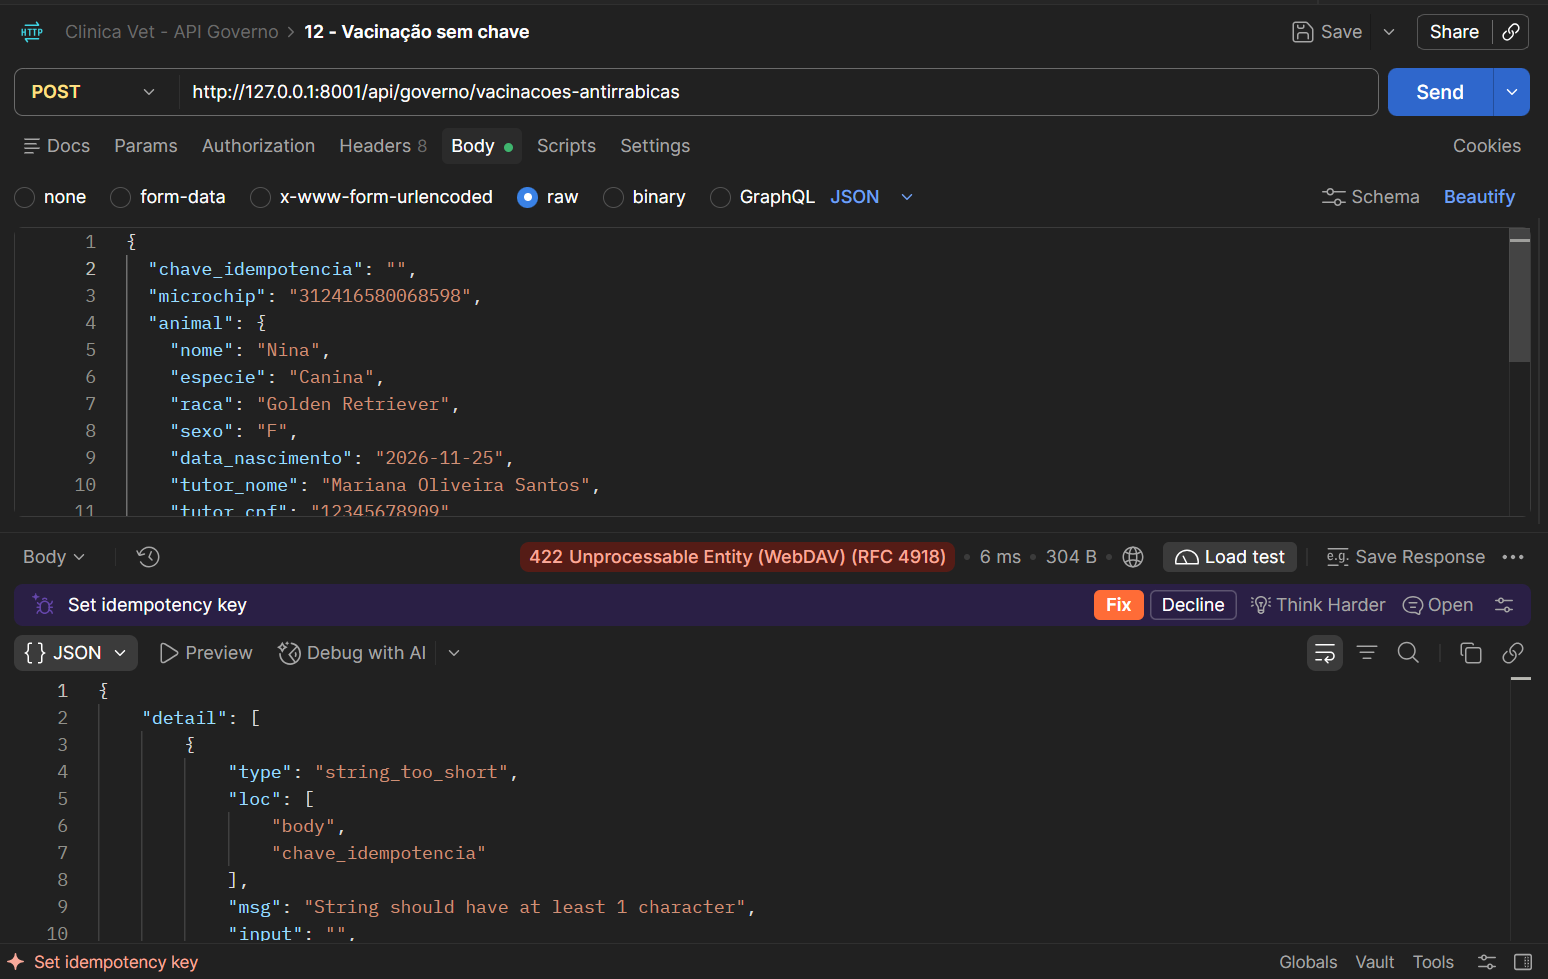 HTTP Clinica Vet - API Governo > 12 - Vacinação sem chave Save Share
POST http://127.0.0.1:8001/api/governo/vacinacoes-antirrabicas Send
Docs Params Authorization Headers 8 Body Scripts Settings Cookies
none form-data x-www-form-urlencoded raw binary GraphQL JSON Schema Beautify
1 {
2 "chave_idempotencia": "",
3 "microchip": "312416580068598",
4 "animal": {
5 "nome": "Nina",
6 "especie": "Canina",
7 "raca": "Golden Retriever",
8 "sexo": "F",
9 "data_nascimento": "2026-11-25",
10 "tutor_nome": "Mariana Oliveira Santos",
11 "tutor_cpf": "12345678909"
Body 422 Unprocessable Entity (WebDAV) (RFC 4918) 6 ms 304 B Load test e.g. Save Response
Set idempotency key Fix Decline Think Harder Open
{} JSON Preview Debug with AI
1 {
2 "detail": [
3 {
4 "type": "string_too_short",
5 "loc": [
6 "body",
7 "chave_idempotencia"
8 ],
9 "msg": "String should have at least 1 character",
10 "input": "",
Set idempotency key Globals Vault Tools